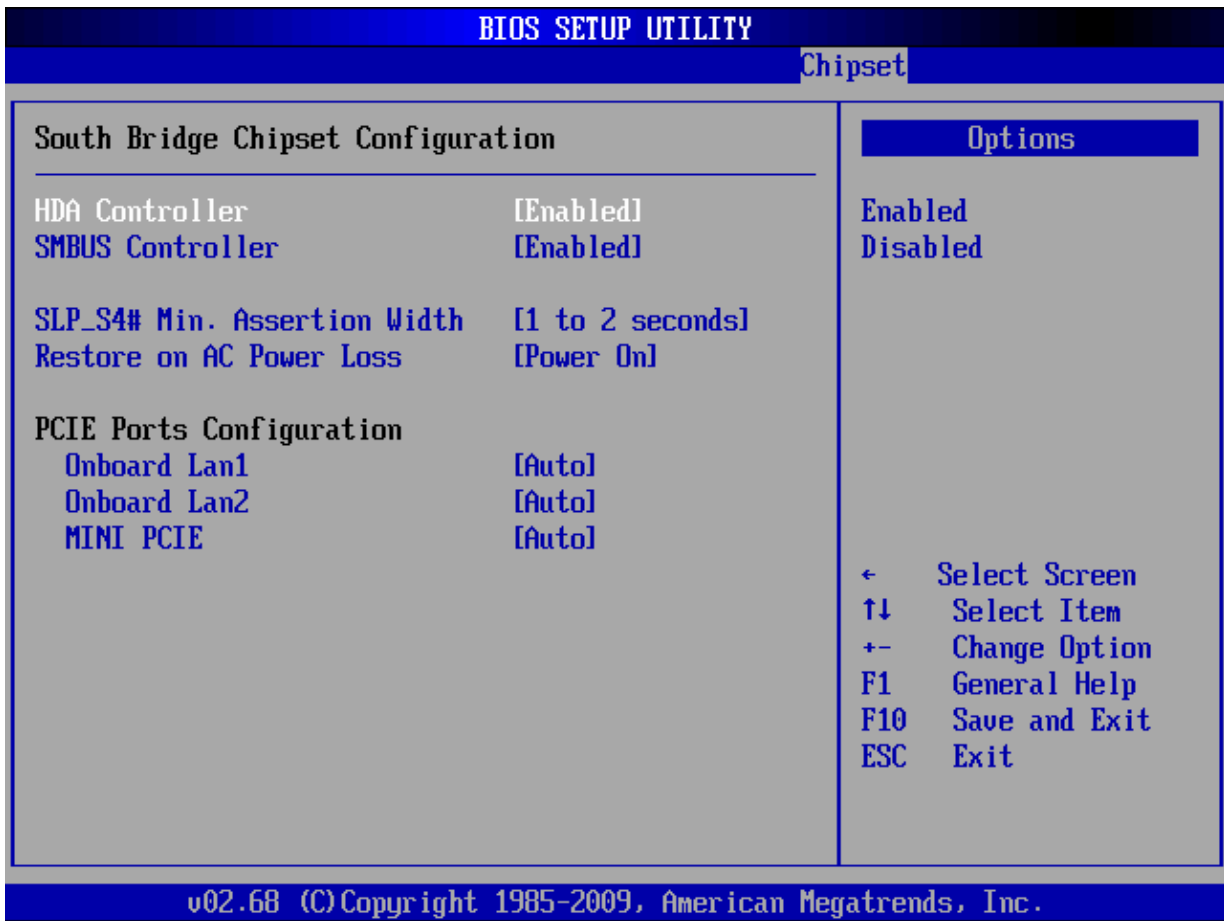 BIOS SETUP UTILITY
Chipset
South Bridge Chipset Configuration
HDA Controller [Enabled]
SMBUS Controller [Enabled]
SLP_S4# Min. Assertion Width [1 to 2 seconds]
Restore on AC Power Loss [Power On]
PCIE Ports Configuration
Onboard Lan1 [Auto]
Onboard Lan2 [Auto]
MINI PCIE [Auto]
Options
Enabled
Disabled
← Select Screen
↑↓ Select Item
+- Change Option
F1 General Help
F10 Save and Exit
ESC Exit
v02.68 (C)Copyright 1985-2009, American Megatrends, Inc.